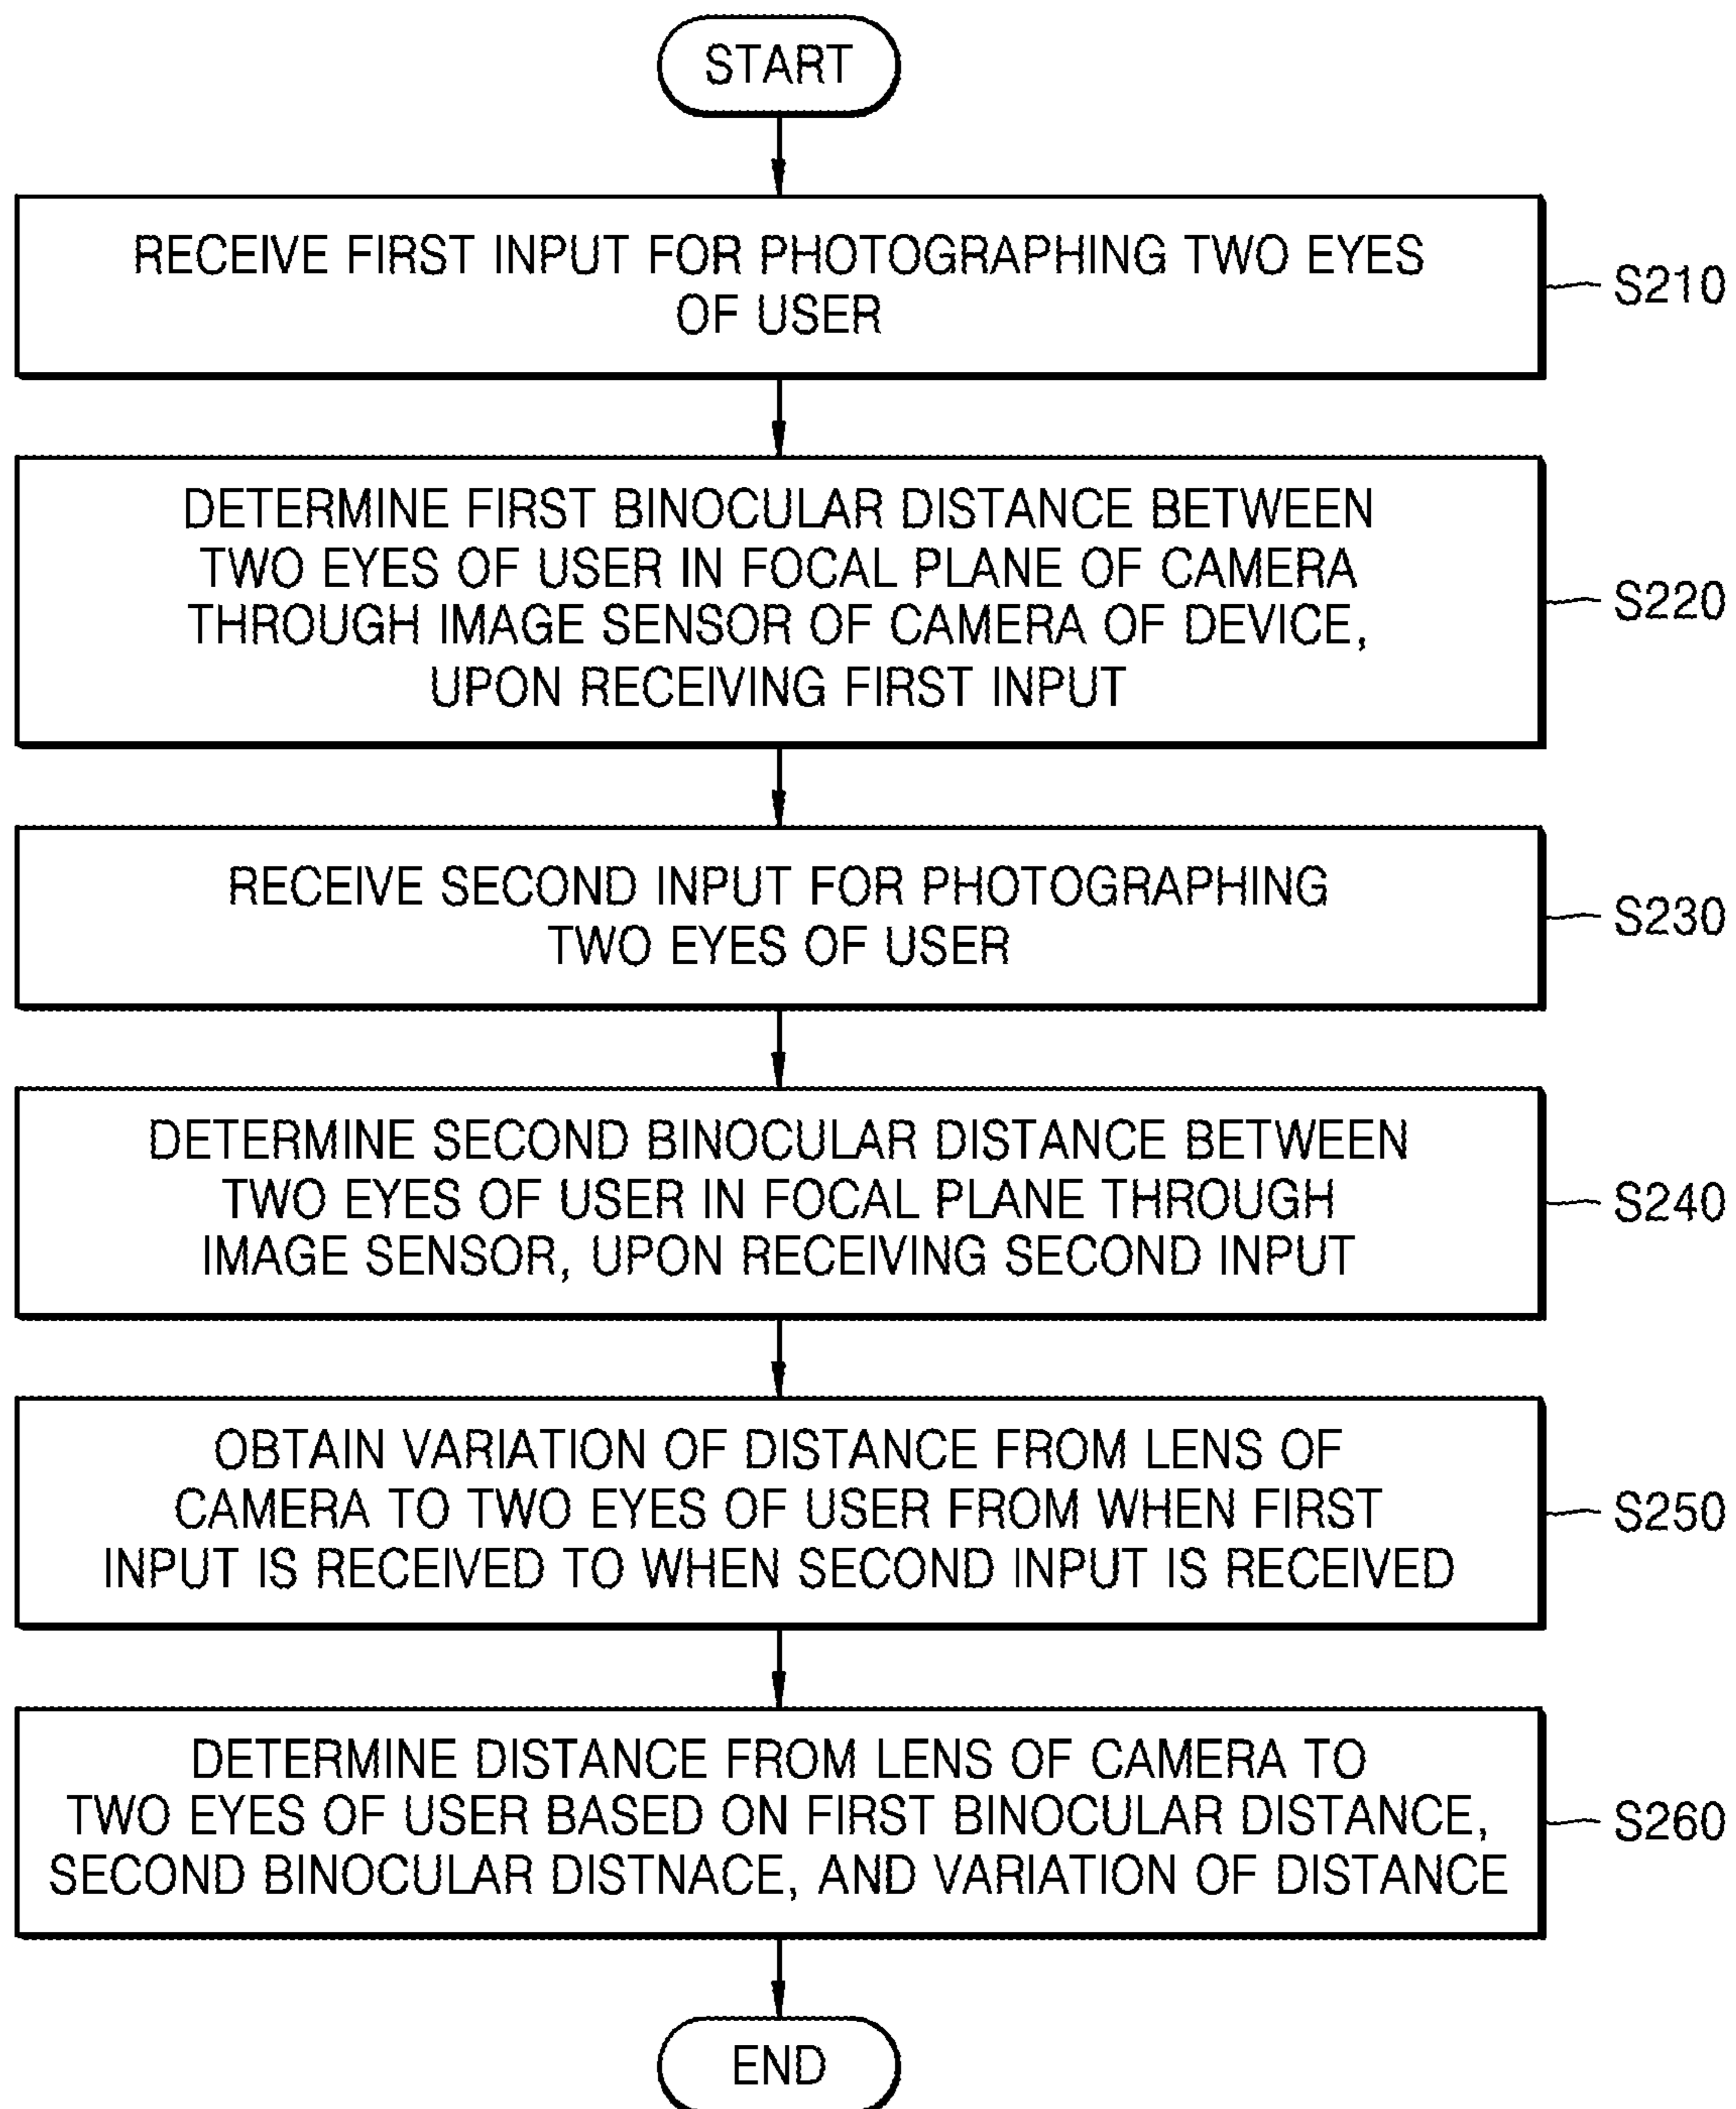 START
RECEIVE FIRST INPUT FOR PHOTOGRAPHING TWO EYES
OF USER
S210
DETERMINE FIRST BINOCULAR DISTANCE BETWEEN
TWO EYES OF USER IN FOCAL PLANE OF CAMERA
THROUGH IMAGE SENSOR OF CAMERA OF DEVICE,
UPON RECEIVING FIRST INPUT
S220
RECEIVE SECOND INPUT FOR PHOTOGRAPHING
TWO EYES OF USER
S230
DETERMINE SECOND BINOCULAR DISTANCE BETWEEN
TWO EYES OF USER IN FOCAL PLANE THROUGH
IMAGE SENSOR, UPON RECEIVING SECOND INPUT
S240
OBTAIN VARIATION OF DISTANCE FROM LENS OF
CAMERA TO TWO EYES OF USER FROM WHEN FIRST
INPUT IS RECEIVED TO WHEN SECOND INPUT IS RECEIVED
S250
DETERMINE DISTANCE FROM LENS OF CAMERA TO
TWO EYES OF USER BASED ON FIRST BINOCULAR DISTANCE,
SECOND BINOCULAR DISTNACE, AND VARIATION OF DISTANCE
S260
END